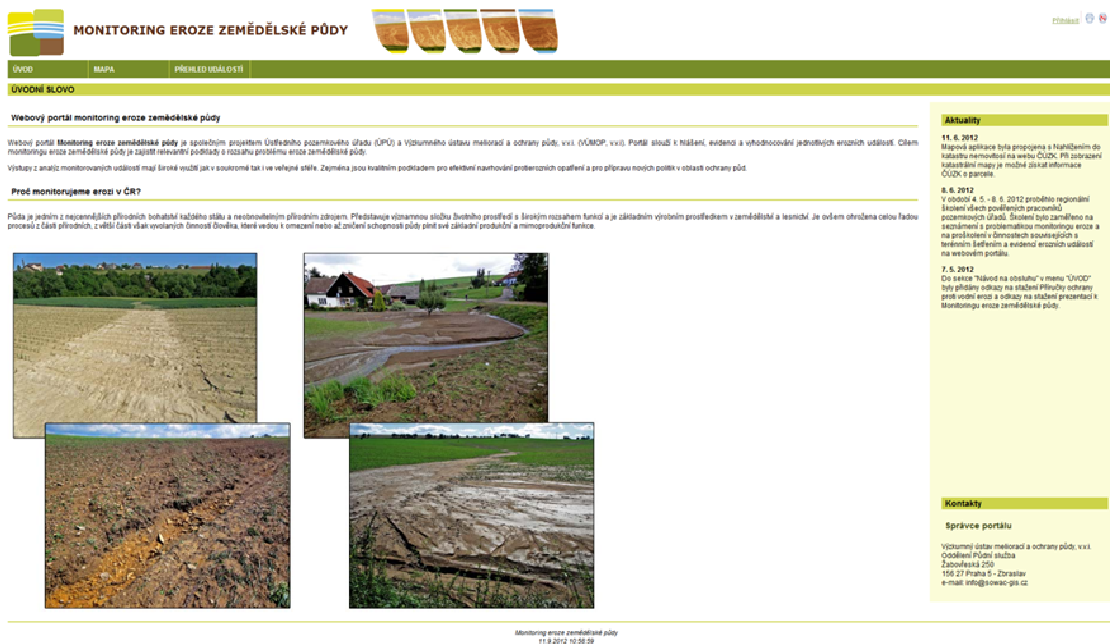 MONITORING EROZE ZEMĚDĚLSKÉ PŮDY
Přihlášení
ÚVOD MAPA PŘEHLED UDÁLOSTÍ
ÚVODNÍ SLOVO
Webový portál monitoring eroze zemědělské půdy
Webový portál Monitoring eroze zemědělské půdy je společným projektem Ústředního pozemkového úřadu (ÚPÚ) a Výzkumného ústavu meliorací a ochrany půdy, v.v.i. (VÚMOP, v.v.i.). Portál slouží k hlášení, evidenci a vyhodnocování jednotlivých erozních událostí. Cílem
monitoringu eroze zemědělské půdy je zajistit relevantní podklady o rozsahu problému eroze zemědělské půdy.
Výstupy z analýz monitorovaných událostí mají široké využití jak v soukromé tak i ve veřejné sféře. Zejména jsou kvalitním podkladem pro efektivní navrhování protierozních opatření a pro přípravu nových politik v oblasti ochrany půd.
Proč monitorujeme erozi v ČR?
Půda je jedním z nejcennějších přírodních bohatství každého státu a neobnovitelným přírodním zdrojem. Představuje významnou složku životního prostředí s širokým rozsahem funkcí a je základním výrobním prostředkem v zemědělství a lesnictví. Je ovšem ohrožena celou řadou
procesů z části přírodních, z větší části však vyvolaných činností člověka, které vedou k omezení nebo až zničení schopnosti půdy plnit své základní produkční a mimoprodukční funkce.
Aktuality
11. 6. 2012
Mapová aplikace byla propojena s Nahlížením do
katastru nemovitostí na webu ČÚZK. Při zobrazení
katastrální mapy je možné získat informace
ČÚZK o parcele.
8. 6. 2012
V období 4. 5. - 8. 6. 2012 proběhlo regionální
školení všech pověřených pracovníků
pozemkových úřadů. Školení bylo zaměřeno na
seznámení s problematikou monitoringu eroze a
na proškolení v činnostech souvisejících s
terénním šetřením a evidencí erozních událostí
na webovém portálu.
7. 5. 2012
Do sekce "Návod na obsluhu" v menu "ÚVOD"
byly přidány odkazy na stažení Příručky ochrany
proti vodní erozi a odkazy na stažení prezentací k
Monitoringu eroze zemědělské půdy.
Kontakty
Správce portálu
Výzkumný ústav meliorací a ochrany půdy, v.v.i.
Oddělení Půdní služba
Žabovřeská 250
156 27 Praha 5 - Zbraslav
e-mail: info@sowac-gis.cz
Monitoring eroze zemědělské půdy
11.9.2012 10:56:59